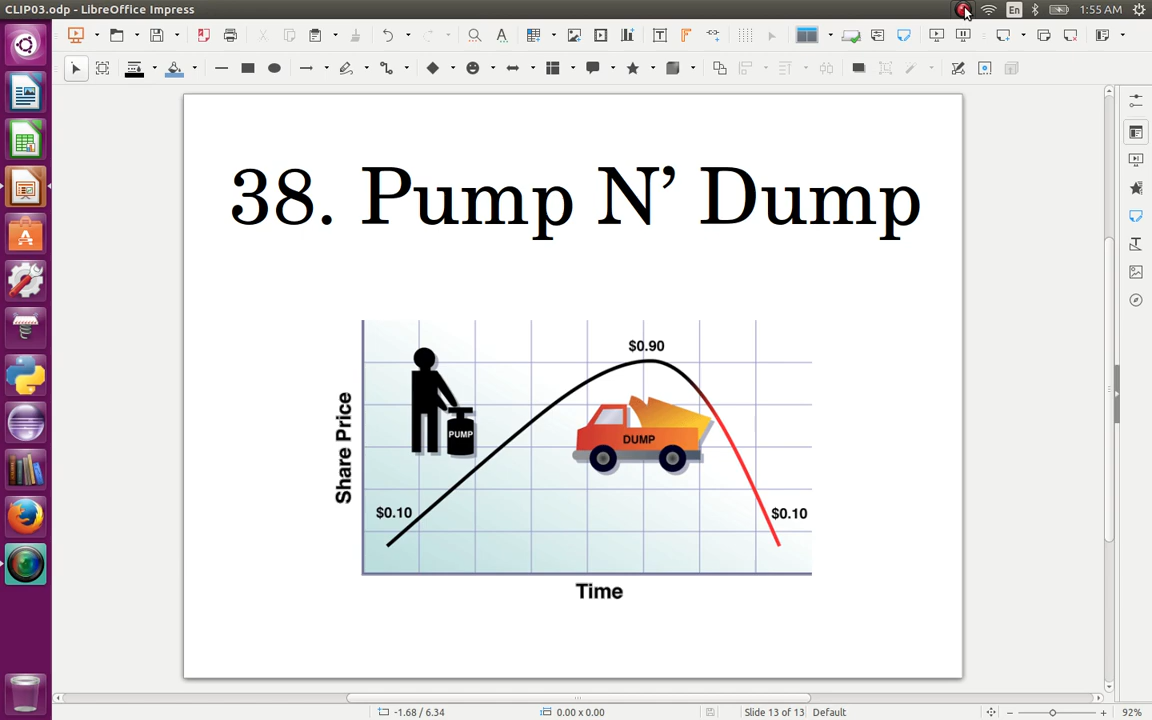 CLIP03.odp - LibreOffice Impress
En
1:55 AM
38. Pump N’ Dump
$0.90
PUMP
DUMP
Share Price
$0.10
$0.10
Time
-1.68 / 6.34
0.00 x 0.00
Slide 13 of 13
Default
92%